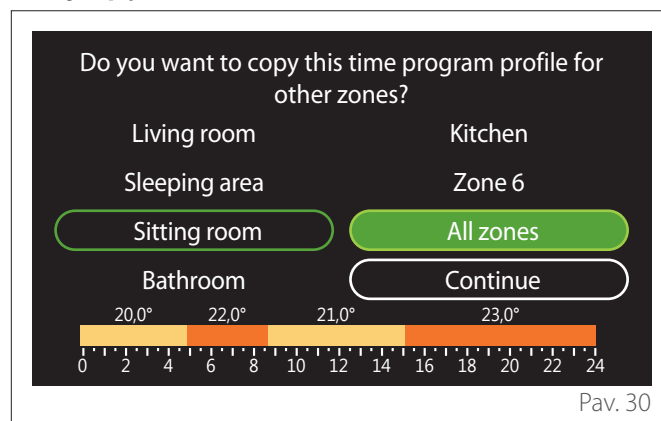 Do you want to copy this time program profile for
other zones?
Living room Kitchen
Sleeping area Zone 6
Sitting room All zones
Bathroom Continue
20,0° 22,0° 21,0° 23,0°
0 2 4 6 8 10 12 14 16 18 20 22 24
Pav. 30